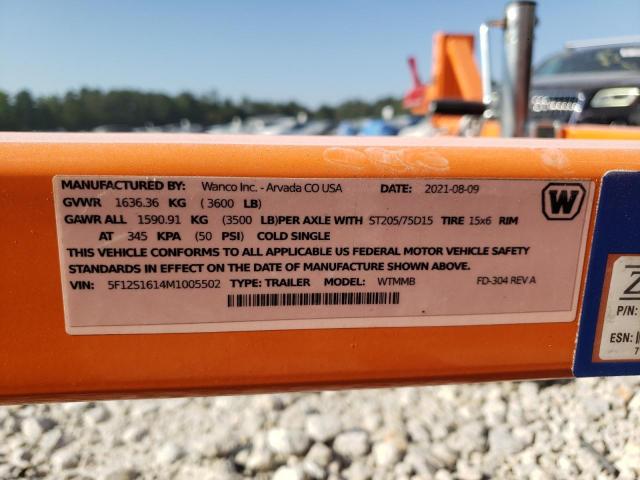 MANUFACTURED BY: Wanco Inc. - Arvada CO USA DATE: 2021-08-09
GVWR 1636.36 KG ( 3600 LB)
GAWR ALL 1590.91 KG (3500 LB)PER AXLE WITH ST205/75D15 TIRE 15x6 RIM
AT 345 KPA (50 PSI) COLD SINGLE
THIS VEHICLE CONFORMS TO ALL APPLICABLE US FEDERAL MOTOR VEHICLE SAFETY
STANDARDS IN EFFECT ON THE DATE OF MANUFACTURE SHOWN ABOVE.
VIN: 5F12S1614M1005502 TYPE: TRAILER MODEL: WTMMB FD-304 REV A
W
P/N:
ESN:
7